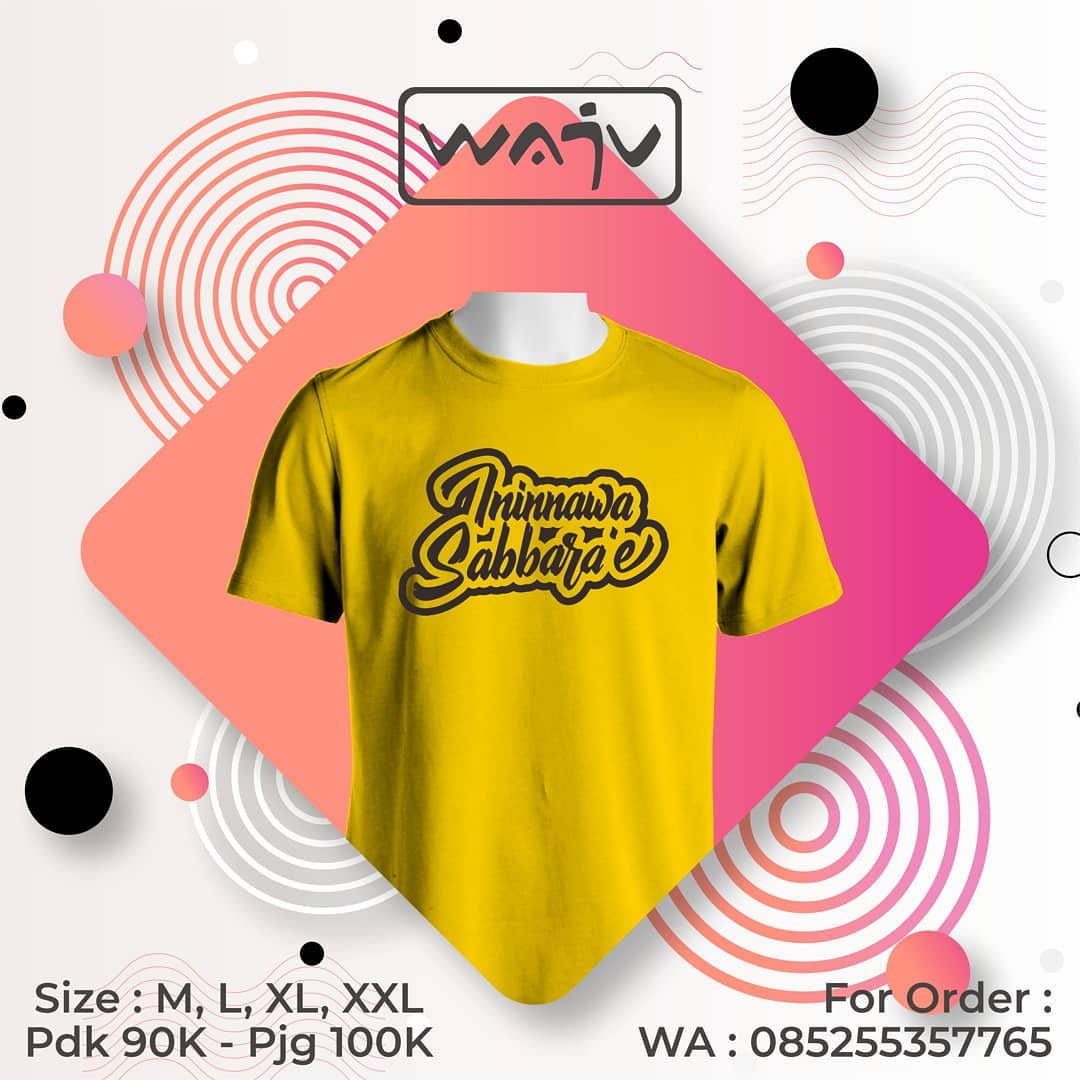 WAJU
Aninnawa
Sabbara'e
Size : M, L, XL, XXL
Pdk 90K - Pjg 100K
For Order :
WA : 085255357765